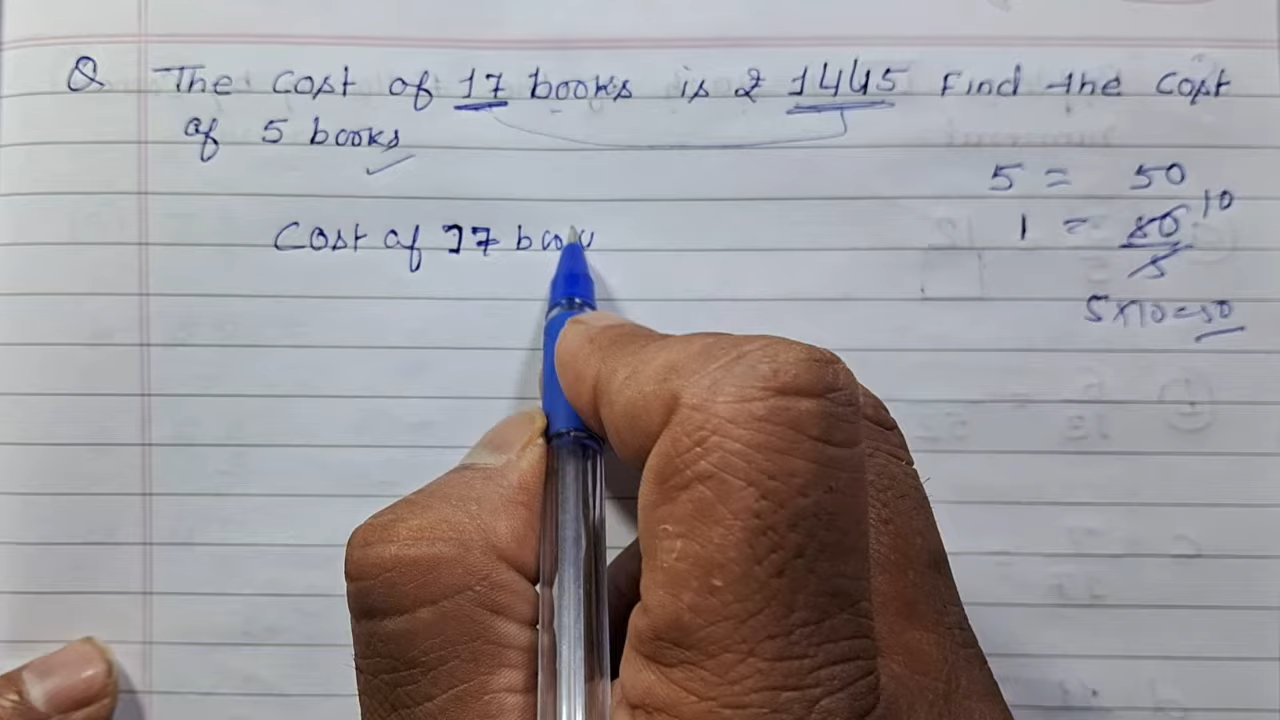 Q The Cost of 17 books is ₹ 1445 Find the Cost
of 5 books
5 = 50
1 = 50 10
5
5×10=50
Cost of 17 boo